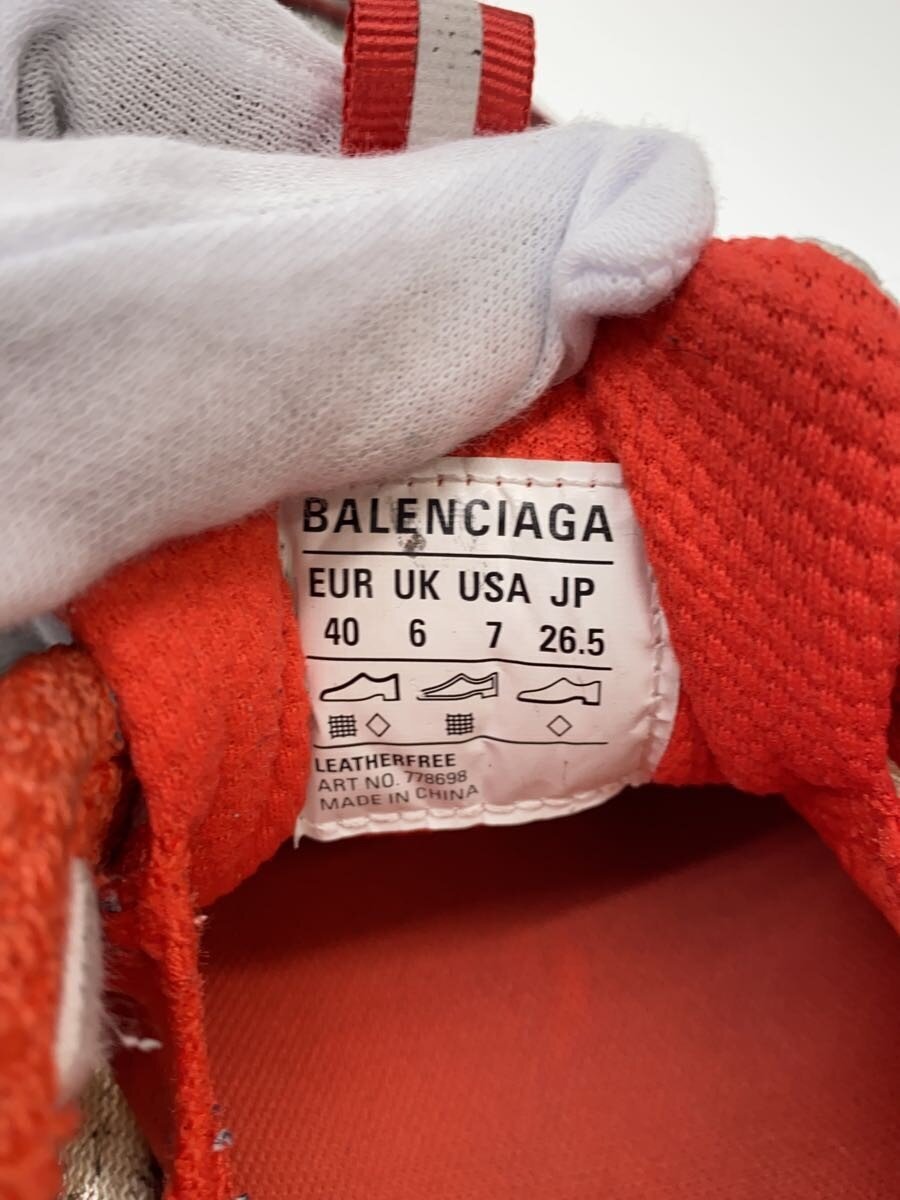 BALENCIAGA
EUR UK USA JP
40 6 7 26.5
LEATHERFREE
ART NO. 778698
MADE IN CHINA